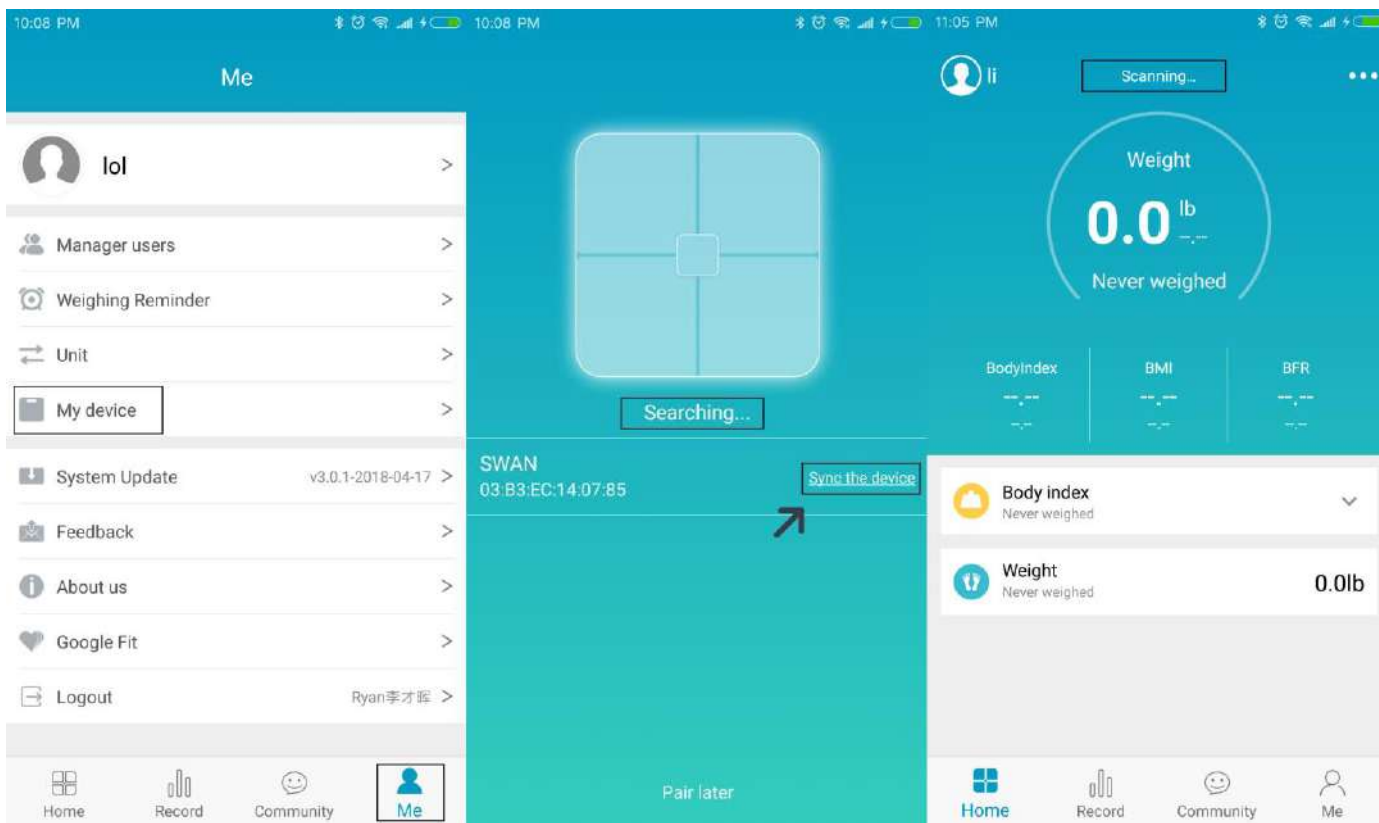 10:08 PM
Me
lol
Manager users
Weighing Reminder
Unit
My device
System Update v3.0.1-2018-04-17
Feedback
About us
Google Fit
Logout Ryan李才晖
Home Record Community Me
10:08 PM
Searching...
SWAN
03:B3:EC:14:07:85
Sync the device
Pair later
11:05 PM
li
Scanning...
Weight
0.0 lb
--.--
Never weighed
BodyIndex BMI BFR
--.-- --.-- --.--
--.-- --.-- --.--
Body index
Never weighed
Weight
Never weighed
0.0lb
Home Record Community Me